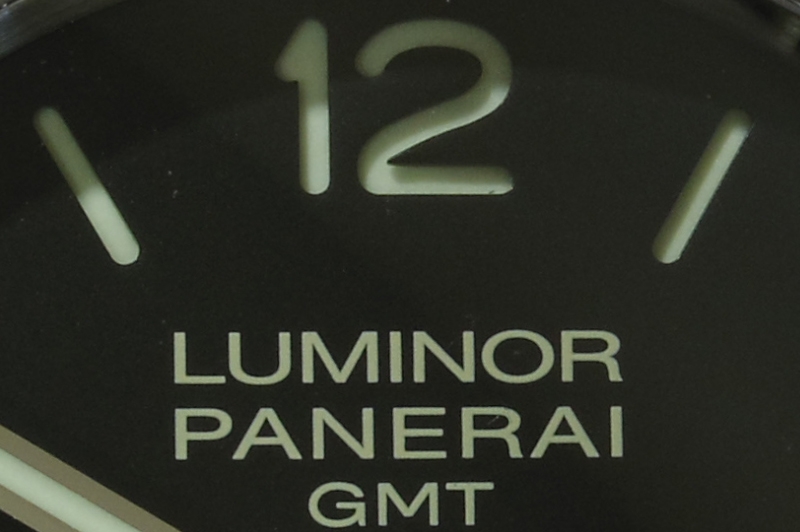 12
LUMINOR
PANERAI
GMT